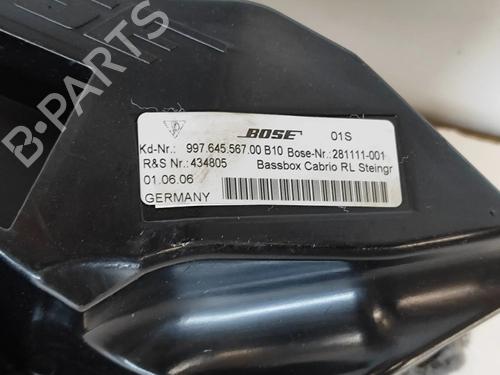 BOSE 01S
Kd-Nr.: 997.645.567.00 B10 Bose-Nr.:281111-001
R&S Nr.:434805 Bassbox Cabrio RL Steingr
01.06.06
GERMANY
B-PARTS